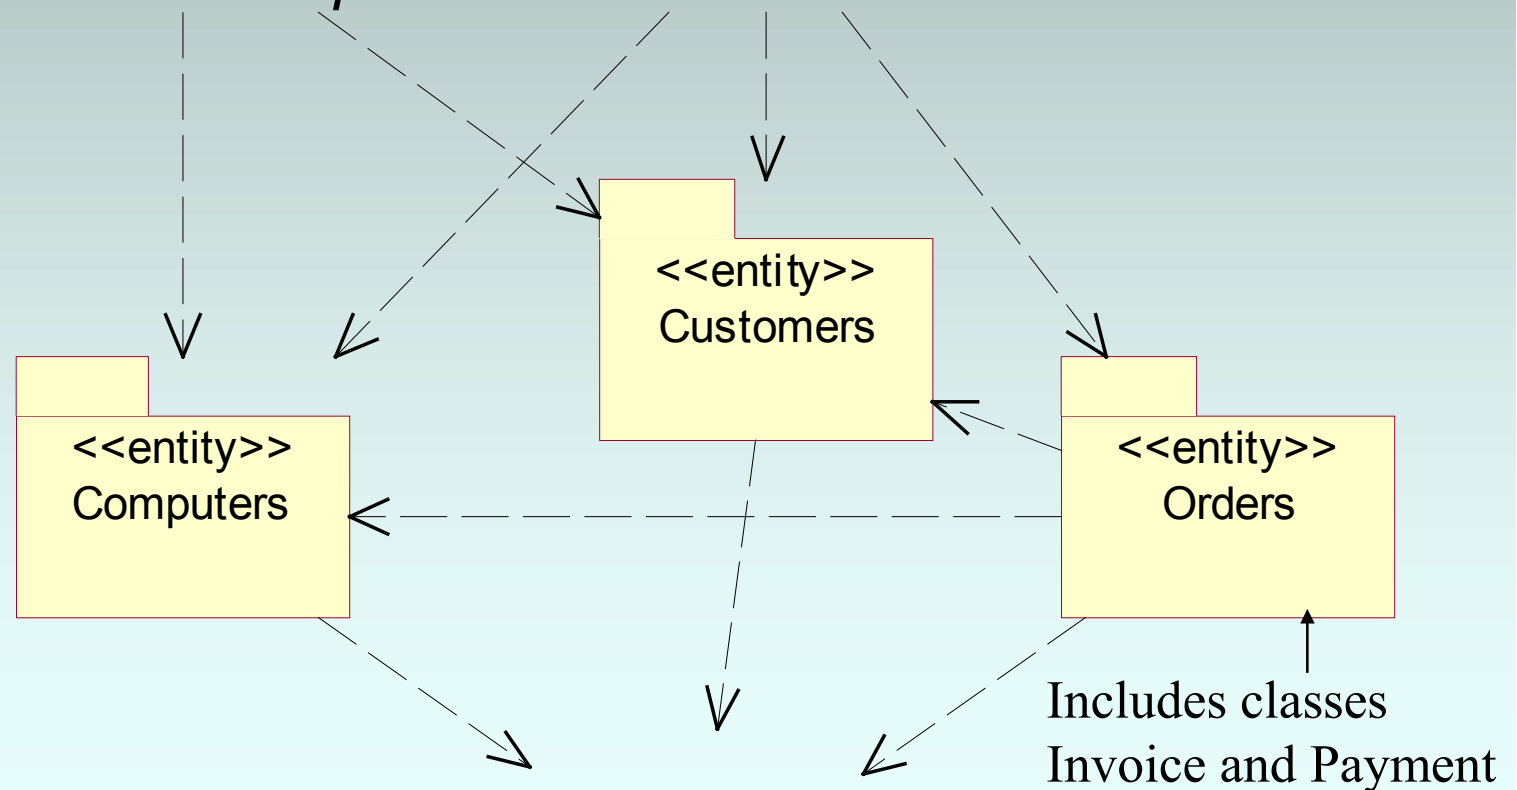 <<entity>>
Customers
<<entity>>
Computers
<<entity>>
Orders
Includes classes
Invoice and Payment